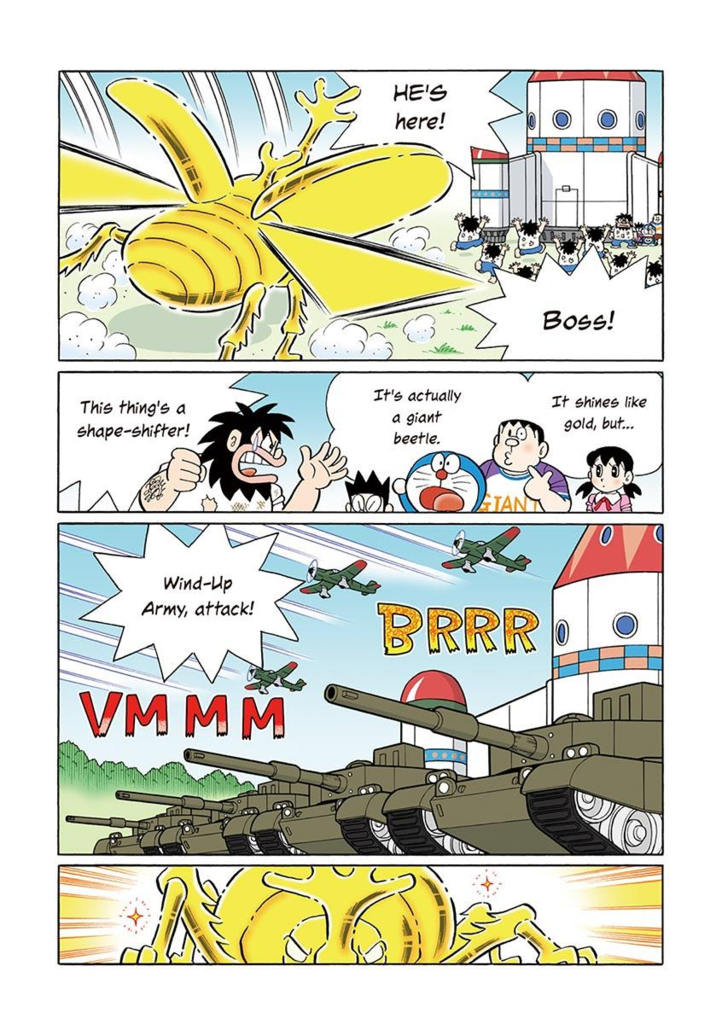 HE'S
here!
Boss!
This thing's a
shape-shifter!
It's actually
a giant
beetle.
It shines like
gold, but...
GIANT
Wind-Up
Army, attack!
BRRR
VMMM